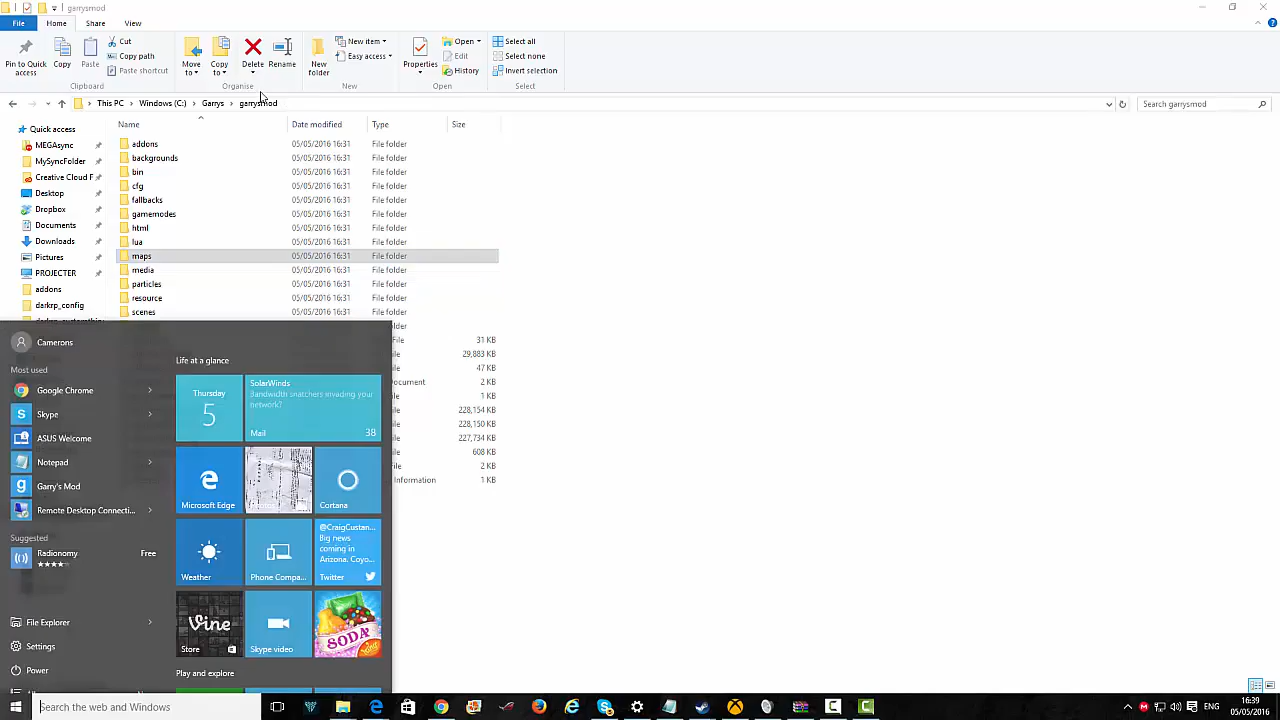 garrysmod
File
Home
Share
View
Pin to Quick access
Copy
Paste
Cut
Copy path
Paste shortcut
Clipboard
Move to
Copy to
Delete
Rename
Organise
New folder
New item
Easy access
New
Properties
Open
Edit
History
Open
Select all
Select none
Invert selection
Select
This PC > Windows (C:) > Garrys > garrysmod
Search garrysmod
Name
Date modified
Type
Size
Quick access
MEGAsync
MySyncFolder
Creative Cloud F
Desktop
Dropbox
Documents
Downloads
Pictures
PROJECTER
addons
darkrp_config
addons 05/05/2016 16:31 File folder
backgrounds 05/05/2016 16:31 File folder
bin 05/05/2016 16:31 File folder
cfg 05/05/2016 16:31 File folder
fallbacks 05/05/2016 16:31 File folder
gamemodes 05/05/2016 16:31 File folder
html 05/05/2016 16:31 File folder
lua 05/05/2016 16:31 File folder
maps 05/05/2016 16:31 File folder
media 05/05/2016 16:31 File folder
particles 05/05/2016 16:31 File folder
resource 05/05/2016 16:31 File folder
scenes 05/05/2016 16:31 File folder
der
ile 31 KB
ile 29,883 KB
ile 47 KB
ocument 2 KB
ile 1 KB
ile 228,154 KB
ile 228,150 KB
ile 227,734 KB
ile 608 KB
File 2 KB
Information 1 KB
Camerons
Most used
Google Chrome
Skype
ASUS Welcome
Notepad
Garry's Mod
Remote Desktop Connecti...
Suggested
Radionomy Free
File Explorer
Settings
Power
Life at a glance
Thursday
5
SolarWinds
Bandwidth snatchers invading your
network?
Mail 38
Microsoft Edge
Cortana
Weather
Phone Compa...
@CraigCustan...
Big news
coming in
Arizona. Coyo...
Twitter
Vine
Store
Skype video
SODA
Play and explore
Search the web and Windows
ENG
16:39
05/05/2016